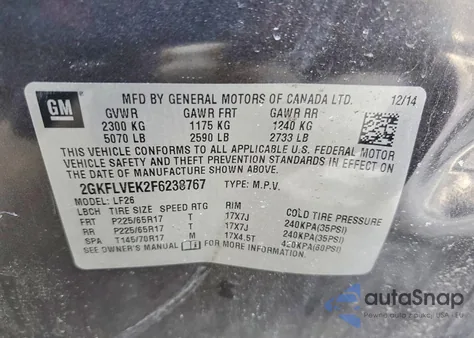 GM
MFD BY GENERAL MOTORS OF CANADA LTD. 12/14
GVWR GAWR FRT GAWR RR
2300 KG 1175 KG 1240 KG
5070 LB 2590 LB 2733 LB
THIS VEHICLE CONFORMS TO ALL APPLICABLE U.S. FEDERAL MOTOR
VEHICLE SAFETY AND THEFT PREVENTION STANDARDS IN EFFECT ON
THE DATE OF MANUFACTURE SHOWN ABOVE.
2GKFLVEK2F6238767 TYPE: M.P.V.
MODEL: LF26
LBCH TIRE SIZE SPEED RTG RIM COLD TIRE PRESSURE
FRT P225/65R17 T 17X7J 240KPA(35PSI)
RR P225/65R17 T 17X7J 240KPA(35PSI)
SPA T145/70R17 M 17X4.5T 420KPA(60PSI)
SEE OWNER'S MANUAL FOR MORE INFORMATION.
autoSnap